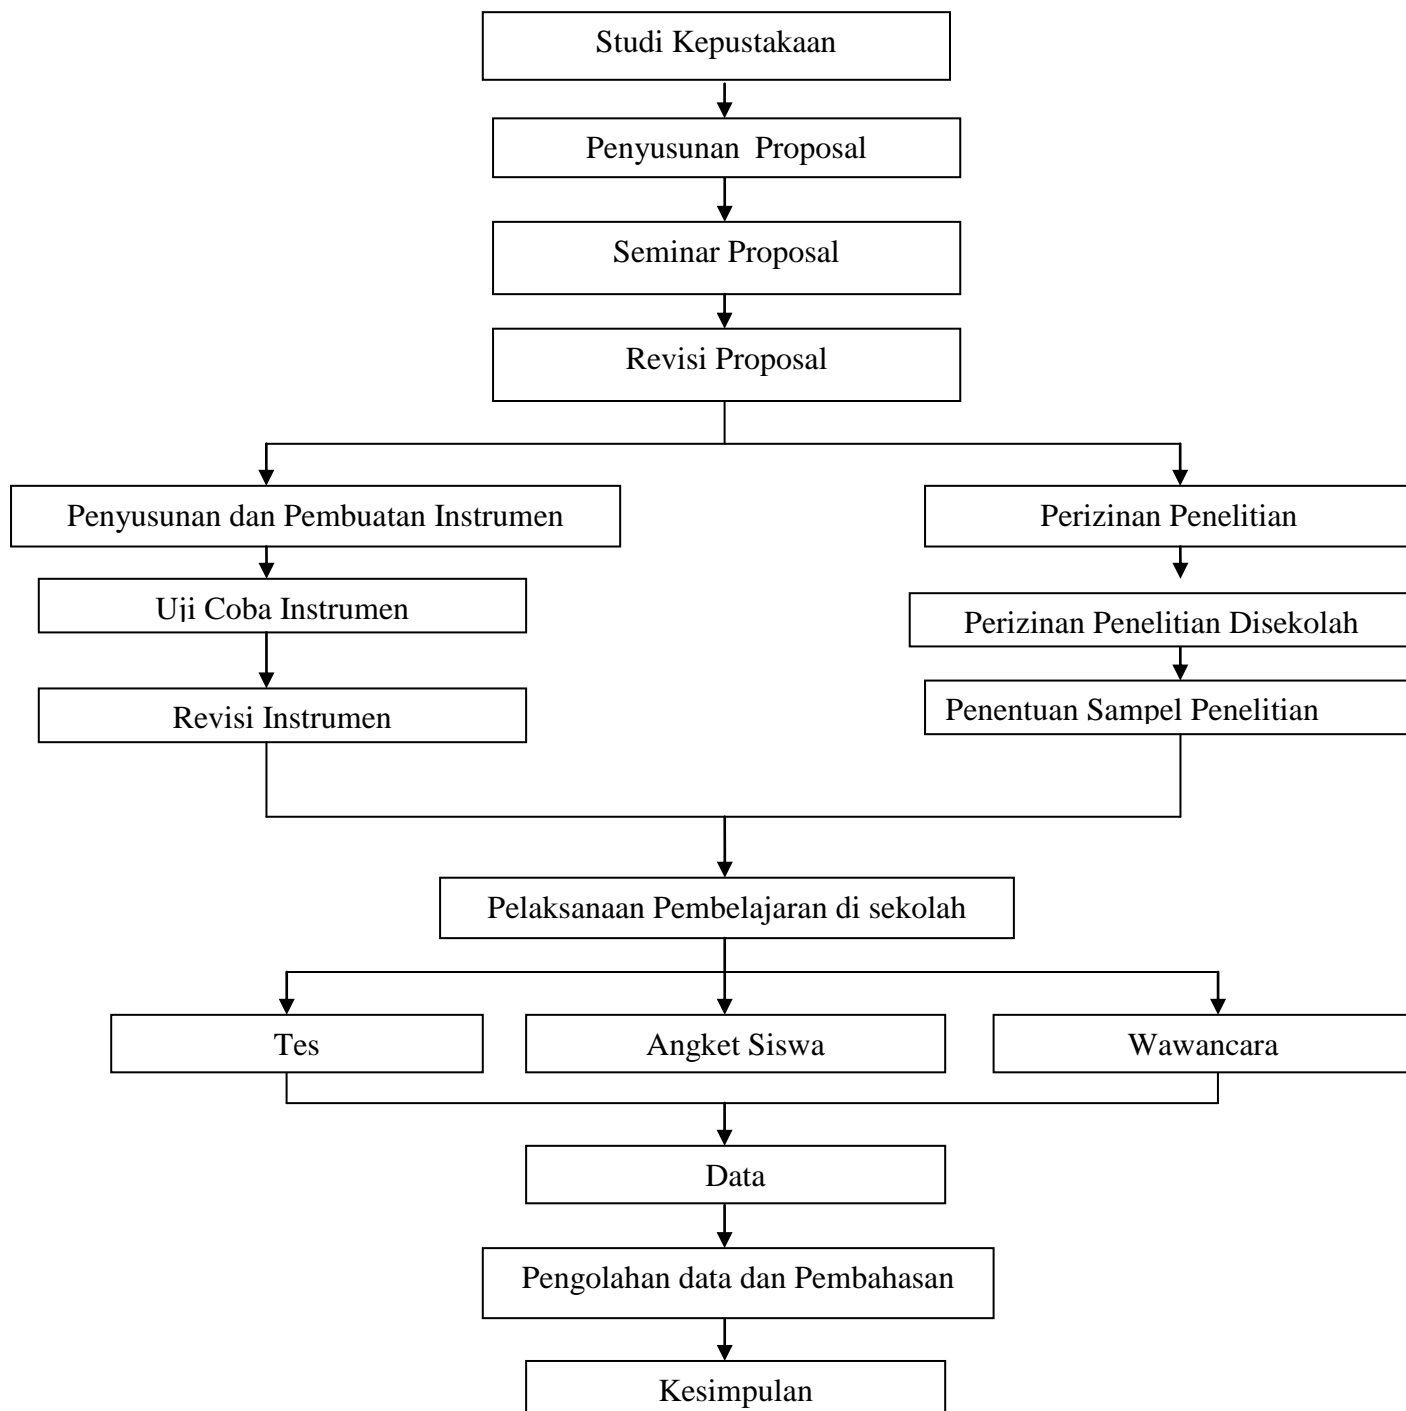 Studi Kepustakaan
Penyusunan Proposal
Seminar Proposal
Revisi Proposal
Penyusunan dan Pembuatan Instrumen
Perizinan Penelitian
Uji Coba Instrumen
Perizinan Penelitian Disekolah
Revisi Instrumen
Penentuan Sampel Penelitian
Pelaksanaan Pembelajaran di sekolah
Tes
Angket Siswa
Wawancara
Data
Pengolahan data dan Pembahasan
Kesimpulan